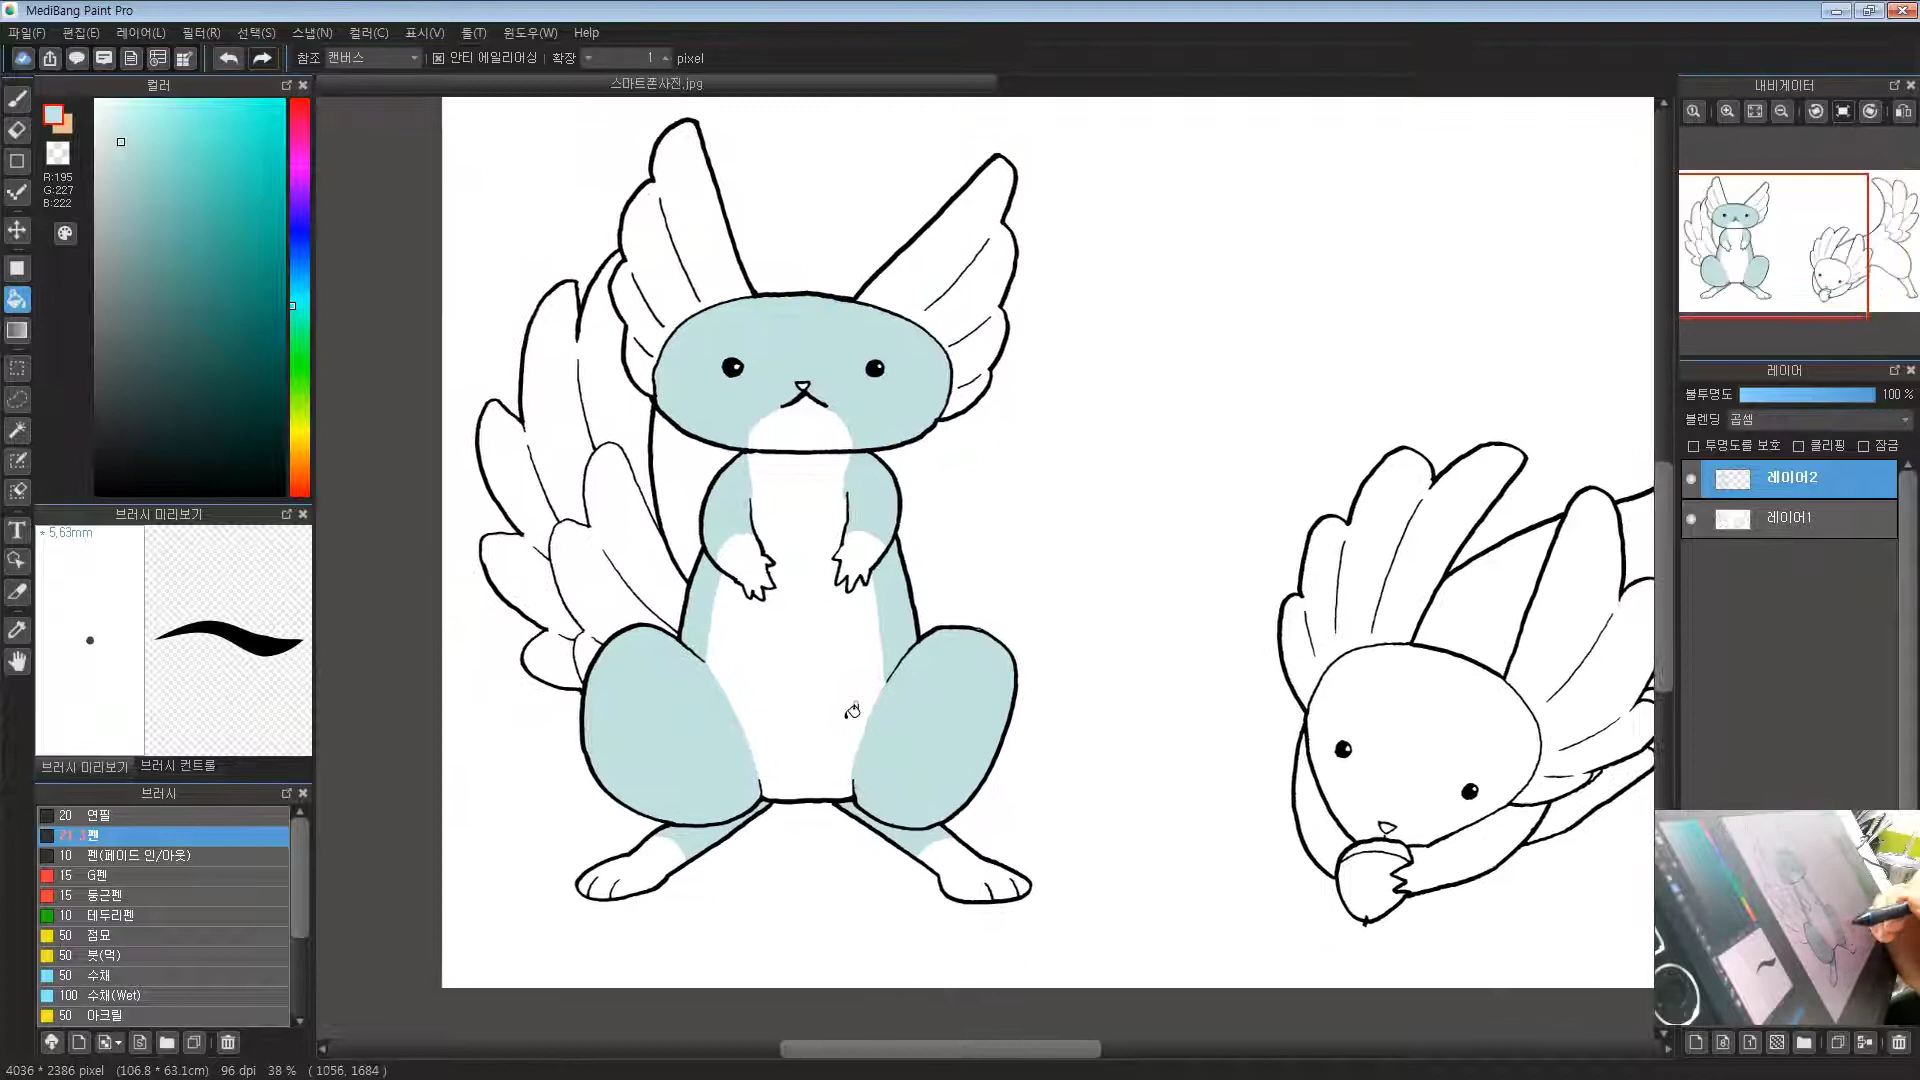 MediBang Paint Pro
파일(F) 편집(E) 레이어(L) 필터(R) 선택(S) 스냅(N) 컬러(C) 표시(V) 툴(T) 윈도우(W) Help
참조 캔버스 안티 에일리어싱 확장 1 pixel
컬러
스마트폰사진.jpg
내비게이터
R:195
G:227
B:222
레이어
불투명도 100 %
블렌딩 곱셈
투명도를 보호 클리핑 잠금
레이어2
레이어1
브러시 미리보기
* 5,63mm
브러시 미리보기 브러시 컨트롤
브러시
20 연필
펜
10 펜(페이드 인/아웃)
15 G펜
15 둥근펜
10 테두리펜
50 점묘
50 붓(먹)
50 수채
100 수채(Wet)
50 아크릴
4036 * 2386 pixel (106.8 * 63.1cm) 96 dpi 38 % ( 1056, 1684 )